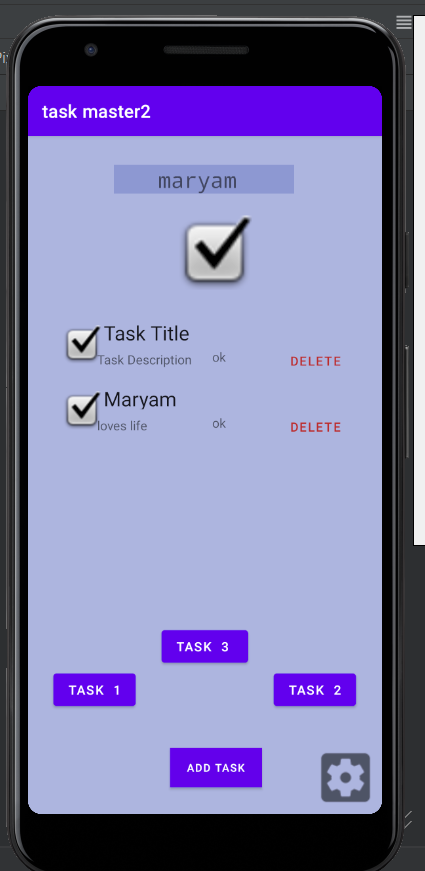 task master2
maryam
Task Title
Task Description ok DELETE
Maryam
loves life ok DELETE
TASK 3
TASK 1 TASK 2
ADD TASK